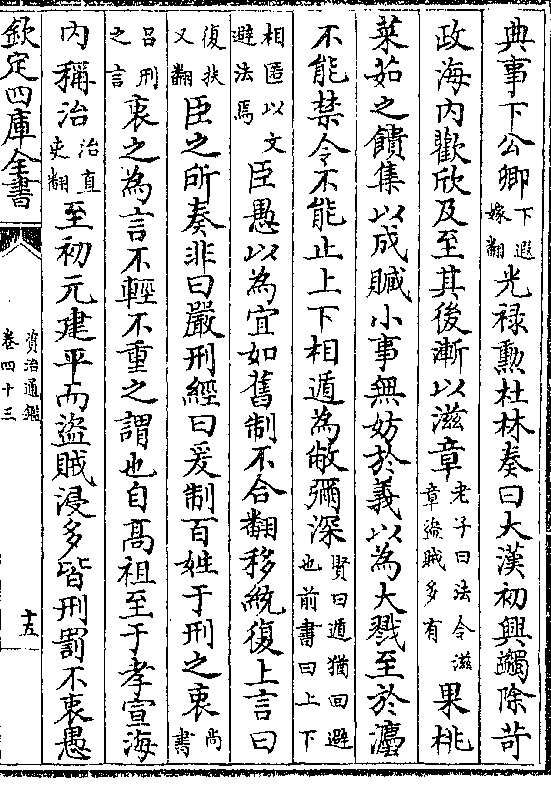 典事下公卿下遐嫁翻光禄勲杜林奏曰大漢初興蠲除苛
政海内歡欣及至其後漸以滋章老子曰法令滋章盗賊多有果桃
菜茹之饋集以成贓小事無妨於義以為大戮至於灋
不能禁令不能止上下相遁為敝彌深賢曰遁猶回避也前書曰上下
相匿以文避法焉臣愚以為宜如舊制不合翻移統復上言曰
復扶又翻臣之所奏非曰嚴刑經曰爰制百姓于刑之衷尚書
吕刑之言衷之為言不輕不重之謂也自髙祖至于孝宣海
内稱治治直吏翻至初元建平而盜賊浸多皆刑罰不衷愚
欽定四庫全書
資治通鑑
卷四十三
十五